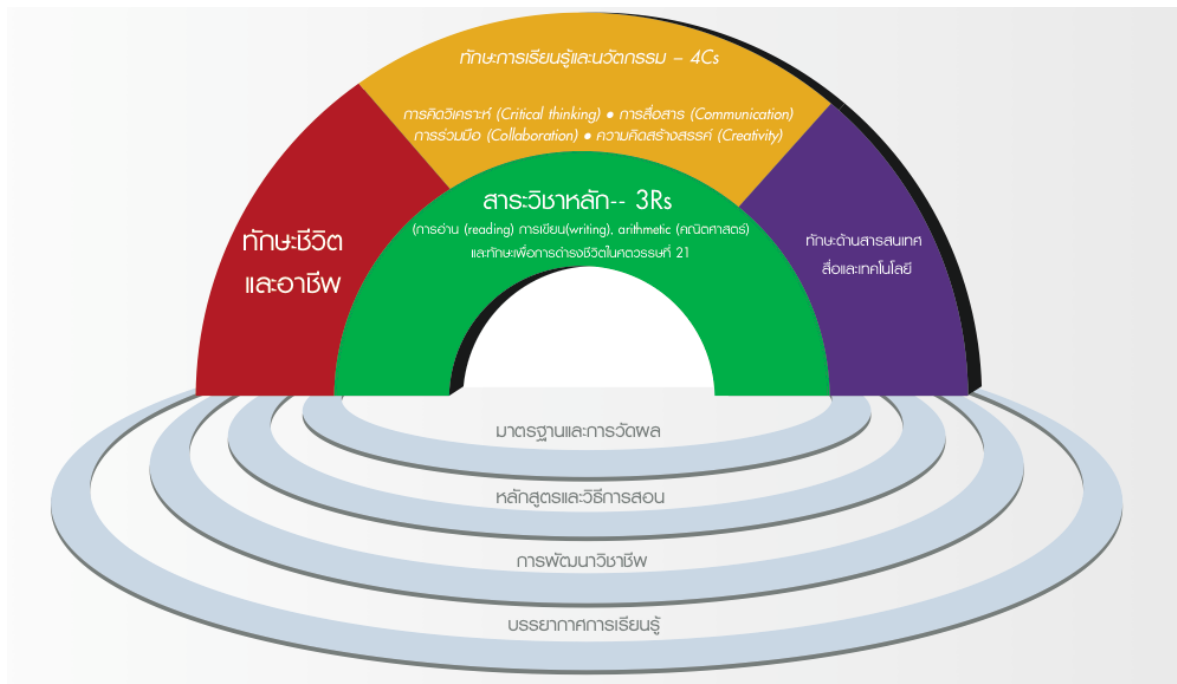 ทักษะการเรียนรู้และนวัตกรรม – 4Cs
การคิดวิเคราะห์ (Critical thinking) • การสื่อสาร (Communication)
การร่วมมือ (Collaboration) • ความคิดสร้างสรรค์ (Creativity)
สาระวิชาหลัก-- 3Rs
(การอ่าน (reading) การเขียน(writing), arithmetic (คณิตศาสตร์)
และทักษะเพื่อการดำรงชีวิตในศตวรรษที่ 21
ทักษะชีวิต
และอาชีพ
ทักษะด้านสารสนเทศ
สื่อและเทคโนโลยี
มาตรฐานและการวัดผล
หลักสูตรและวิธีการสอน
การพัฒนาวิชาชีพ
บรรยากาศการเรียนรู้